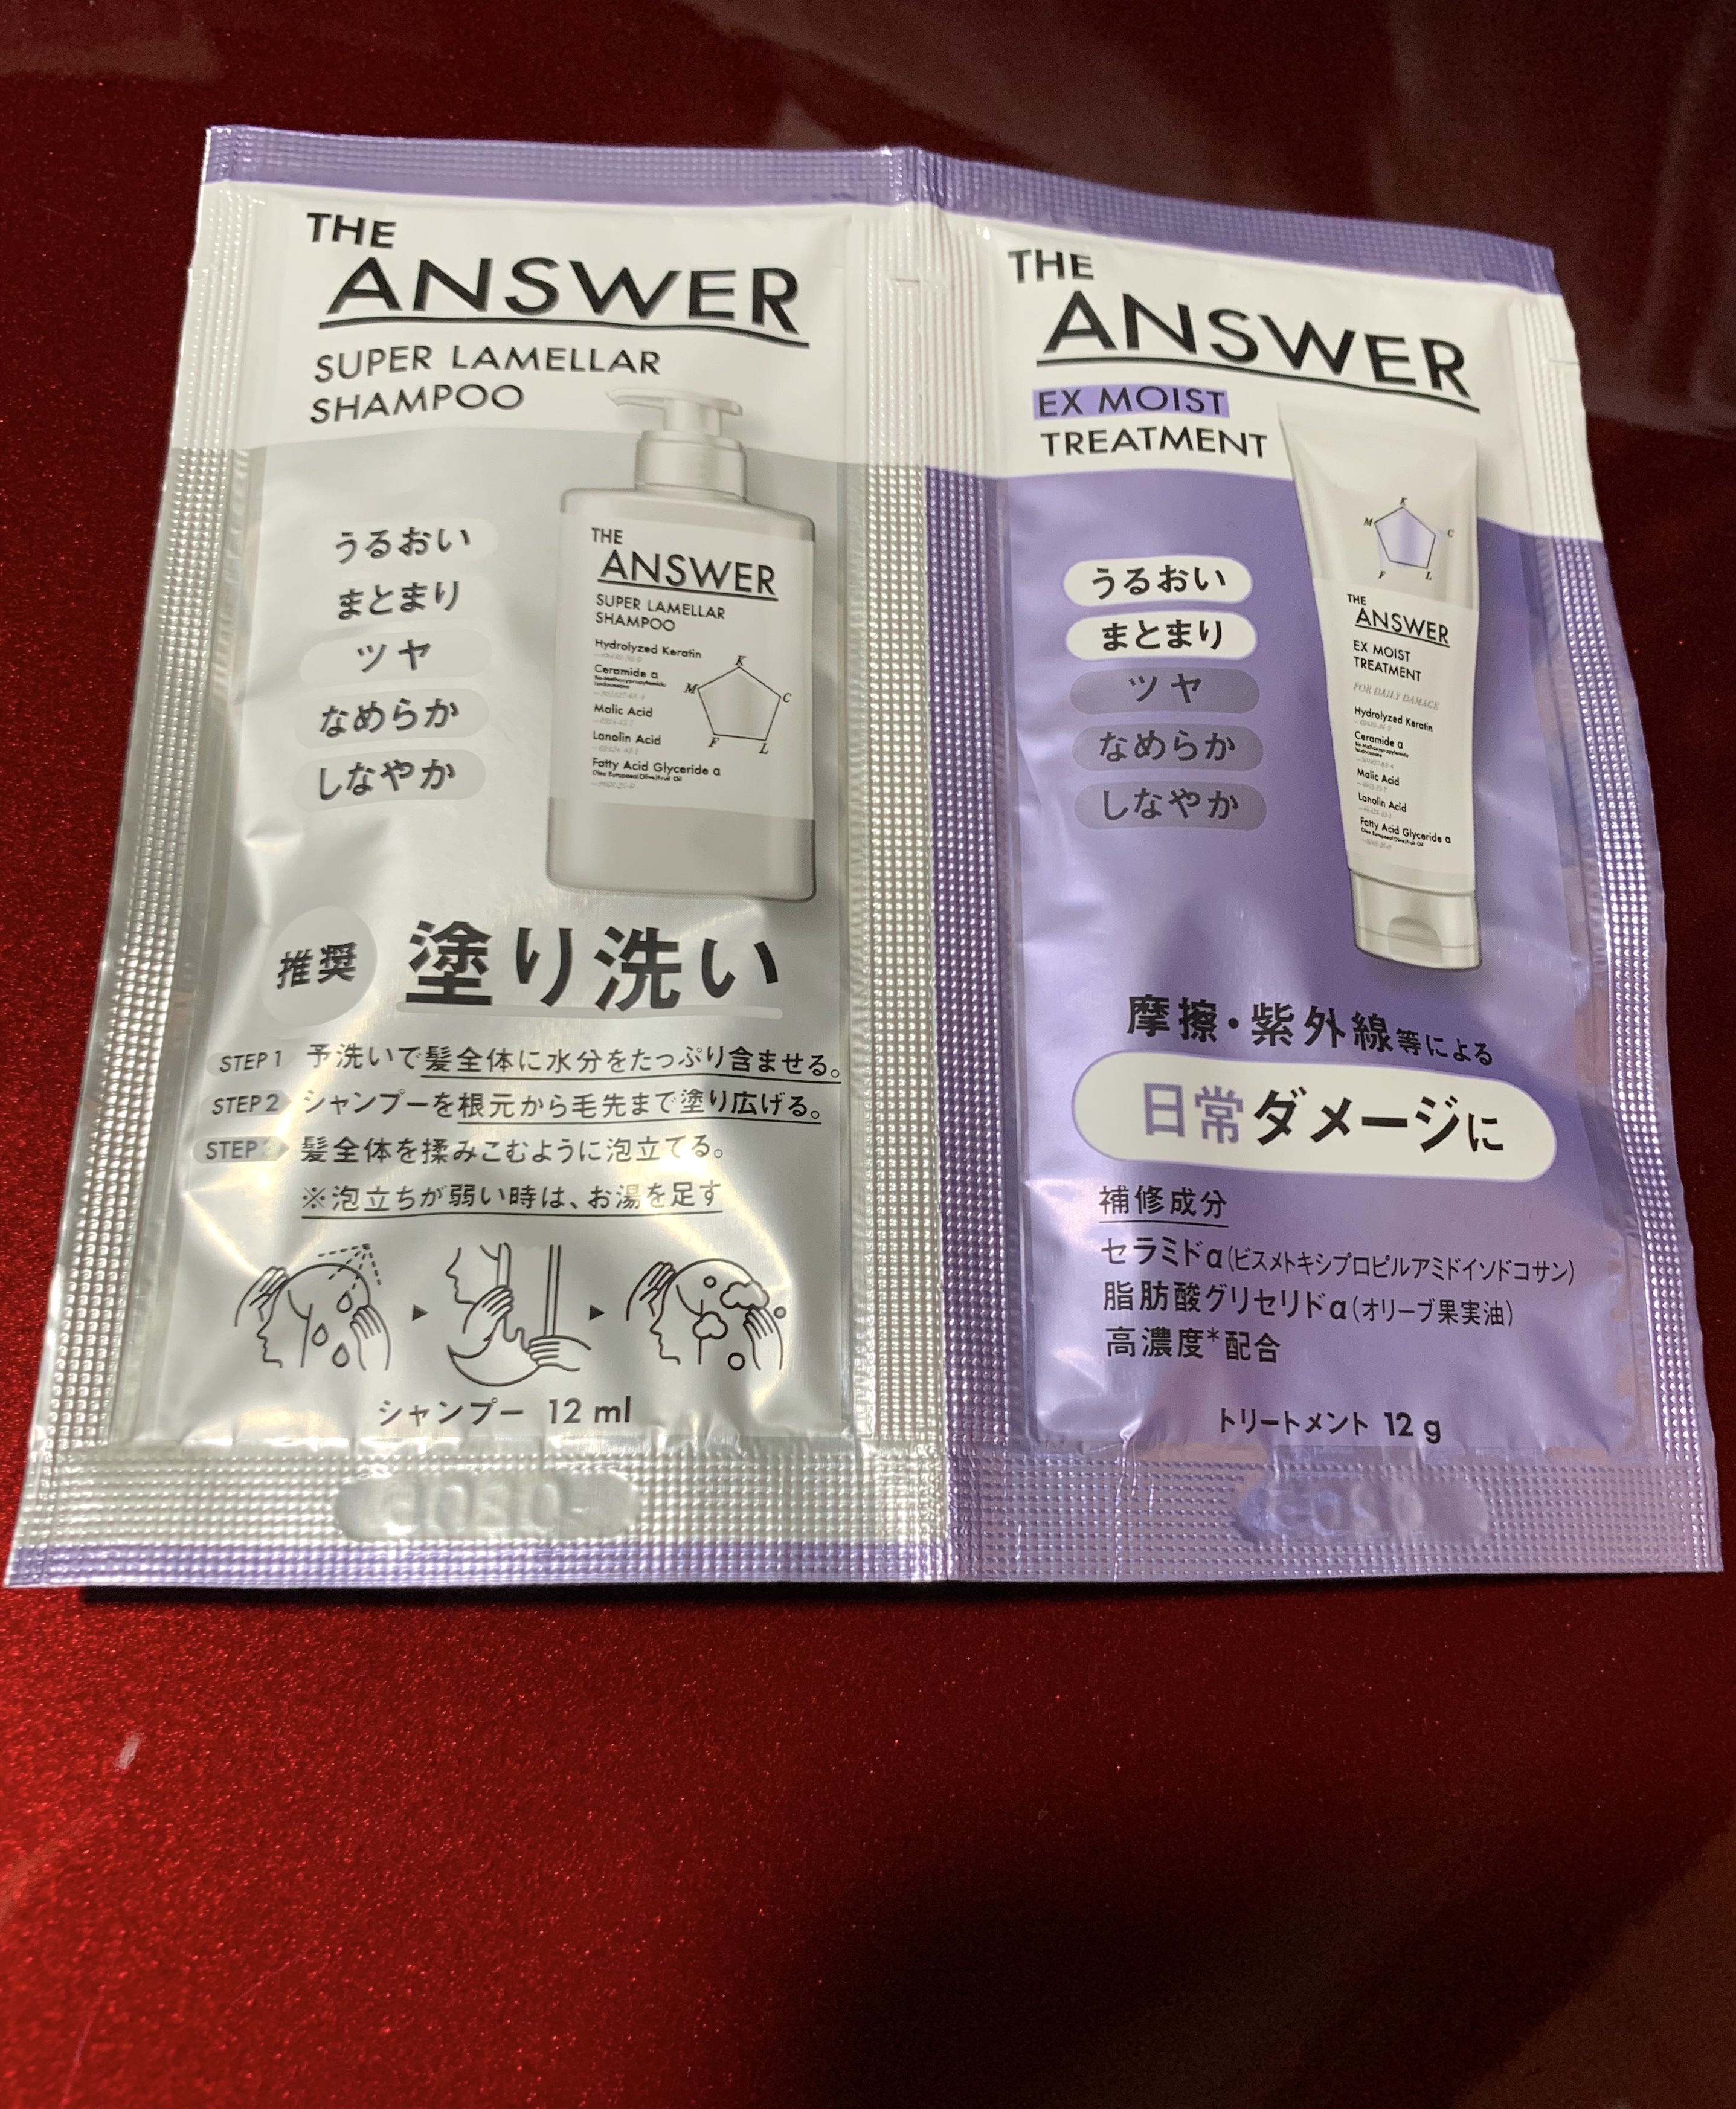 THE
ANSWER
SUPER LAMELLAR
SHAMPOO
うるおい
まとまり
ツヤ
なめらか
しなやか
THE
ANSWER
SUPER LAMELLAR
SHAMPOO
Hydrolyzed Keratin
Ceramide α
Malic Acid
Lanolin Acid
Fatty Acid Glyceride α
Olea Europaea(Olive)Fruit Oil
K
M
C
F
L
推奨
塗り洗い
STEP 1 予洗いで髪全体に水分をたっぷり含ませる。
STEP 2 シャンプーを根元から毛先まで塗り広げる。
STEP 髪全体を揉みこむように泡立てる。
※泡立ちが弱い時は、お湯を足す
シャンプー 12 ml
THE
ANSWER
EX MOIST
TREATMENT
うるおい
まとまり
ツヤ
なめらか
しなやか
K
M
C
F
L
THE
ANSWER
EX MOIST
TREATMENT
FOR DAILY DAMAGE
Hydrolyzed Keratin
Ceramide α
Malic Acid
Lanolin Acid
Fatty Acid Glyceride α
Olea Europaea(Olive)Fruit Oil
摩擦・紫外線等による
日常ダメージに
補修成分
セラミドα(ビスメトキシプロピルアミドイソドコサン)
脂肪酸グリセリドα(オリーブ果実油)
高濃度*配合
トリートメント 12 g